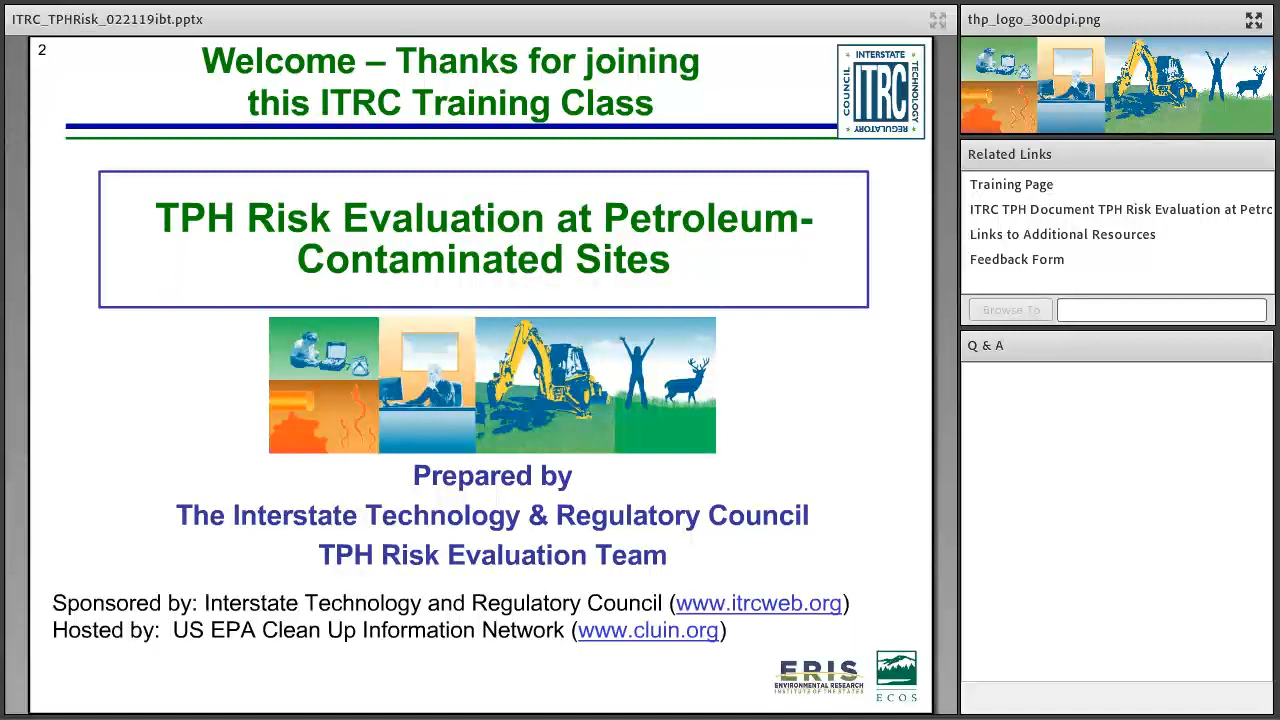 ITRC_TPHRisk_022119ibt.pptx
2
Welcome – Thanks for joining
this ITRC Training Class
INTERSTATE
COUNCIL
ITRC
TECHNOLOGY
REGULATORY
TPH Risk Evaluation at Petroleum-
Contaminated Sites
Prepared by
The Interstate Technology & Regulatory Council
TPH Risk Evaluation Team
Sponsored by: Interstate Technology and Regulatory Council (www.itrcweb.org)
Hosted by: US EPA Clean Up Information Network (www.cluin.org)
ERIS
ENVIRONMENTAL RESEARCH
INSTITUTE OF THE STATES
ECOS
thp_logo_300dpi.png
Related Links
Training Page
ITRC TPH Document TPH Risk Evaluation at Petrc
Links to Additional Resources
Feedback Form
Browse To
Q & A